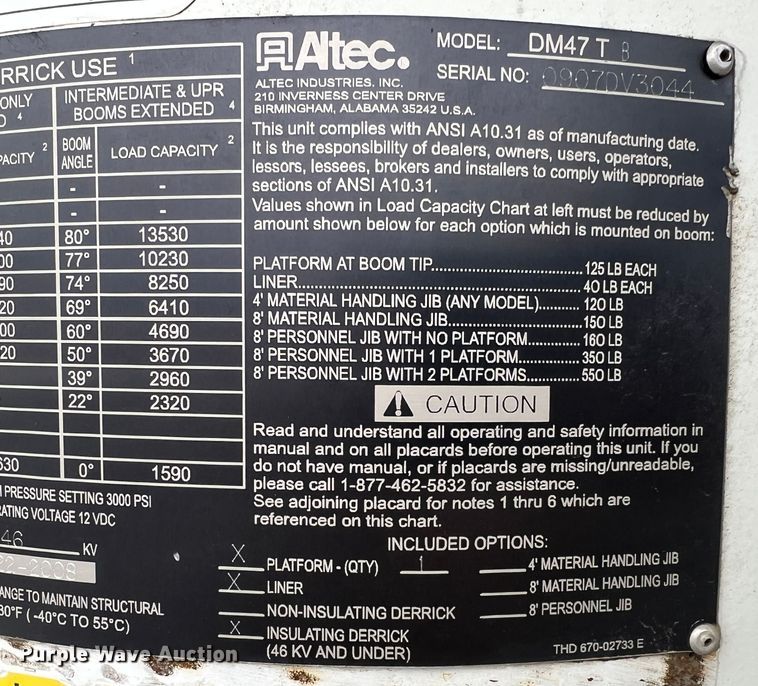 RRICK USE 1
ONLY
D 4
INTERMEDIATE & UPR
BOOMS EXTENDED 4
PACITY 2
BOOM ANGLE
LOAD CAPACITY 2
- -
- -
40 80° 13530
00 77° 10230
90 74° 8250
20 69° 6410
00 60° 4690
20 50° 3670
39° 2960
22° 2320
630 0° 1590
PRESSURE SETTING 3000 PSI
RATING VOLTAGE 12 VDC
46 KV
22-2008
ANGE TO MAINTAIN STRUCTURAL
30°F ( -40°C TO 55°C)
Altec®
MODEL: DM47 T B
SERIAL NO: 0907DV3044
ALTEC INDUSTRIES, INC.
210 INVERNESS CENTER DRIVE
BIRMINGHAM, ALABAMA 35242 U.S.A.
This unit complies with ANSI A10.31 as of manufacturing date.
It is the responsibility of dealers, owners, users, operators,
lessors, lessees, brokers and installers to comply with appropriate
sections of ANSI A10.31.
Values shown in Load Capacity Chart at left must be reduced by
amount shown below for each option which is mounted on boom:
PLATFORM AT BOOM TIP.................... 125 LB EACH
LINER.................... 40 LB EACH
4' MATERIAL HANDLING JIB (ANY MODEL)....... 120 LB
8' MATERIAL HANDLING JIB.................... 150 LB
8' PERSONNEL JIB WITH NO PLATFORM......... 160 LB
8' PERSONNEL JIB WITH 1 PLATFORM........... 350 LB
8' PERSONNEL JIB WITH 2 PLATFORMS......... 550 LB
CAUTION
Read and understand all operating and safety information in
manual and on all placards before operating this unit. If you
do not have manual, or if placards are missing/unreadable,
please call 1-877-462-5832 for assistance.
See adjoining placard for notes 1 thru 6 which are
referenced on this chart.
INCLUDED OPTIONS:
X PLATFORM - (QTY) 1
X LINER
NON-INSULATING DERRICK
X INSULATING DERRICK
(46 KV AND UNDER)
4' MATERIAL HANDLING JIB
8' MATERIAL HANDLING JIB
8' PERSONNEL JIB
THD 670-02733 E
Purple Wave Auction